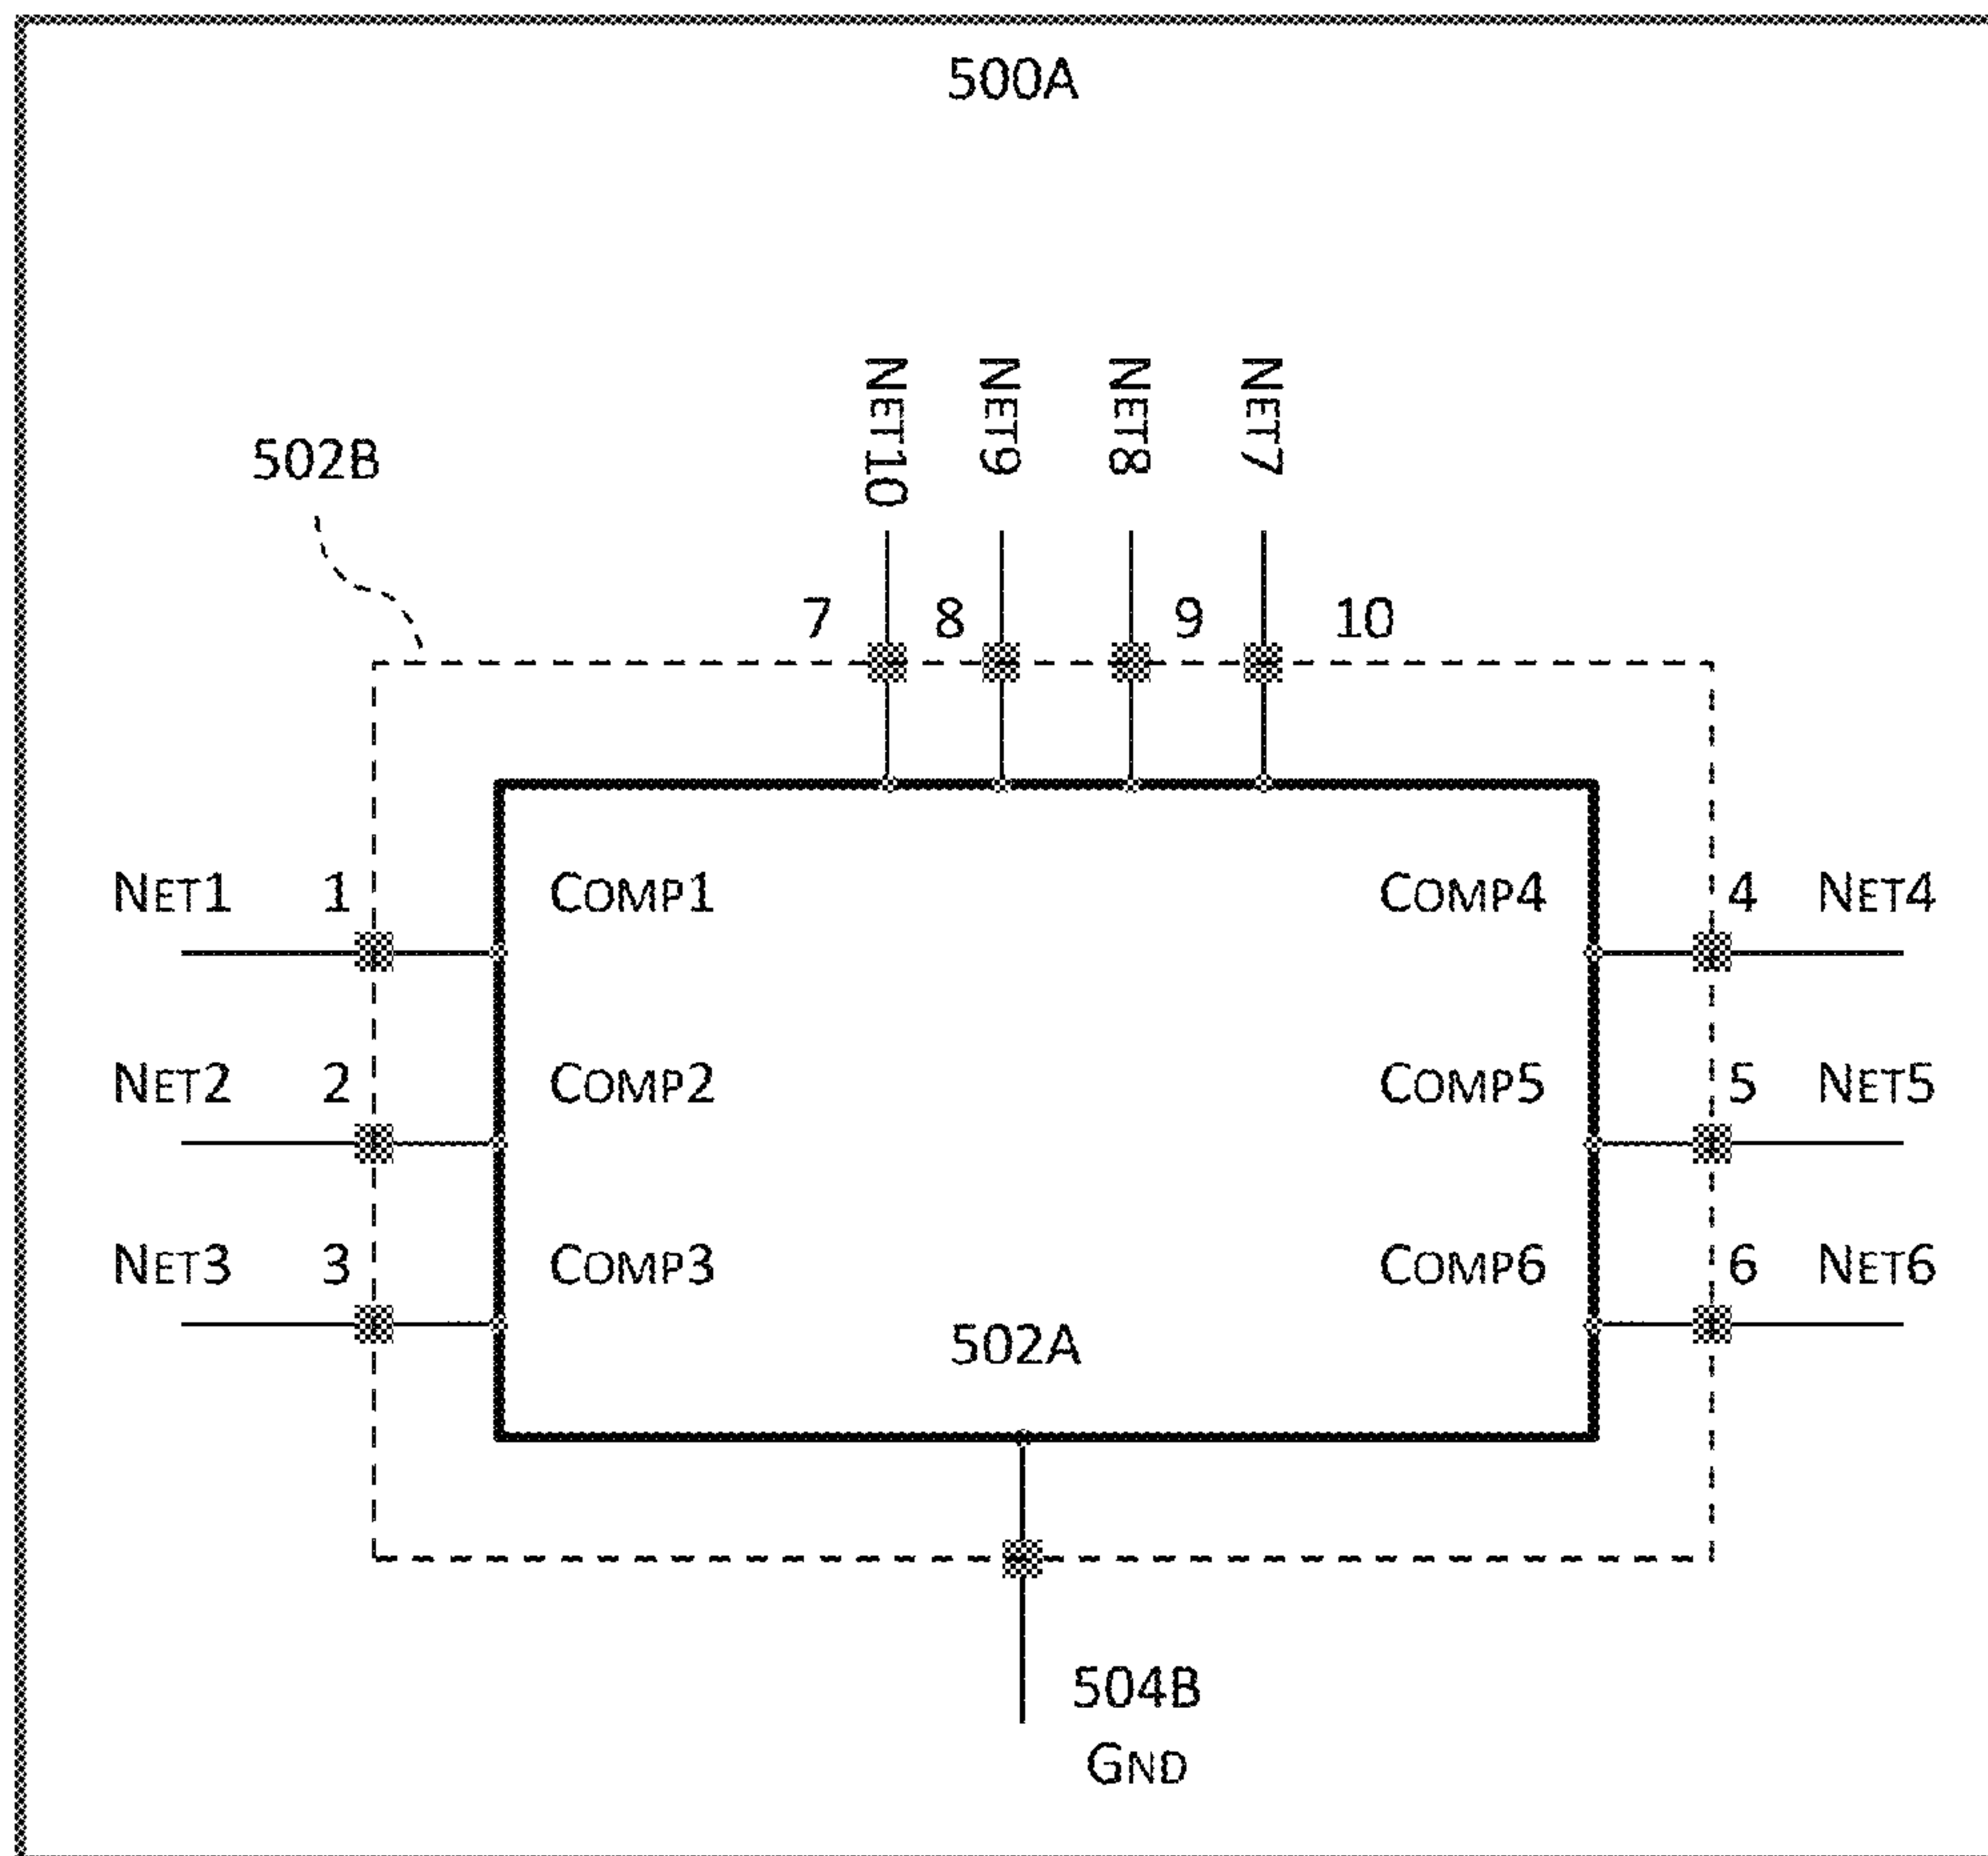 500A
NET10 NET9 NET8 NET7
502B
7 8 9 10
NET1 1 COMP1 COMP4 4 NET4
NET2 2 COMP2 COMP5 5 NET5
NET3 3 COMP3 COMP6 6 NET6
502A
504B
GND